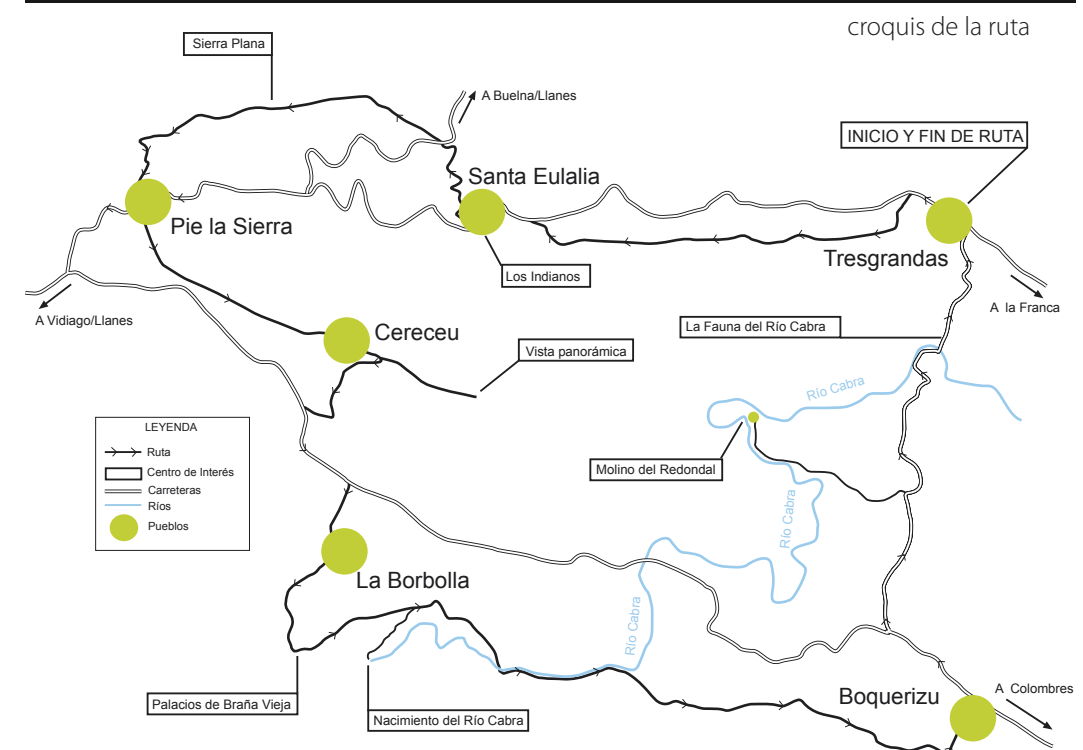 croquis de la ruta
Sierra Plana
A Buelna/Llanes
INICIO Y FIN DE RUTA
Santa Eulalia
Pie la Sierra
Tresgrandas
Los Indianos
A la Franca
A Vidiago/Llanes
La Fauna del Río Cabra
Cereceu
Vista panorámica
Río Cabra
LEYENDA
Ruta
Centro de Interés
Carreteras
Ríos
Pueblos
Molino del Redondal
Río Cabra
La Borbolla
Río Cabra
A Colombres
Boquerizu
Palacios de Braña Vieja
Nacimiento del Río Cabra